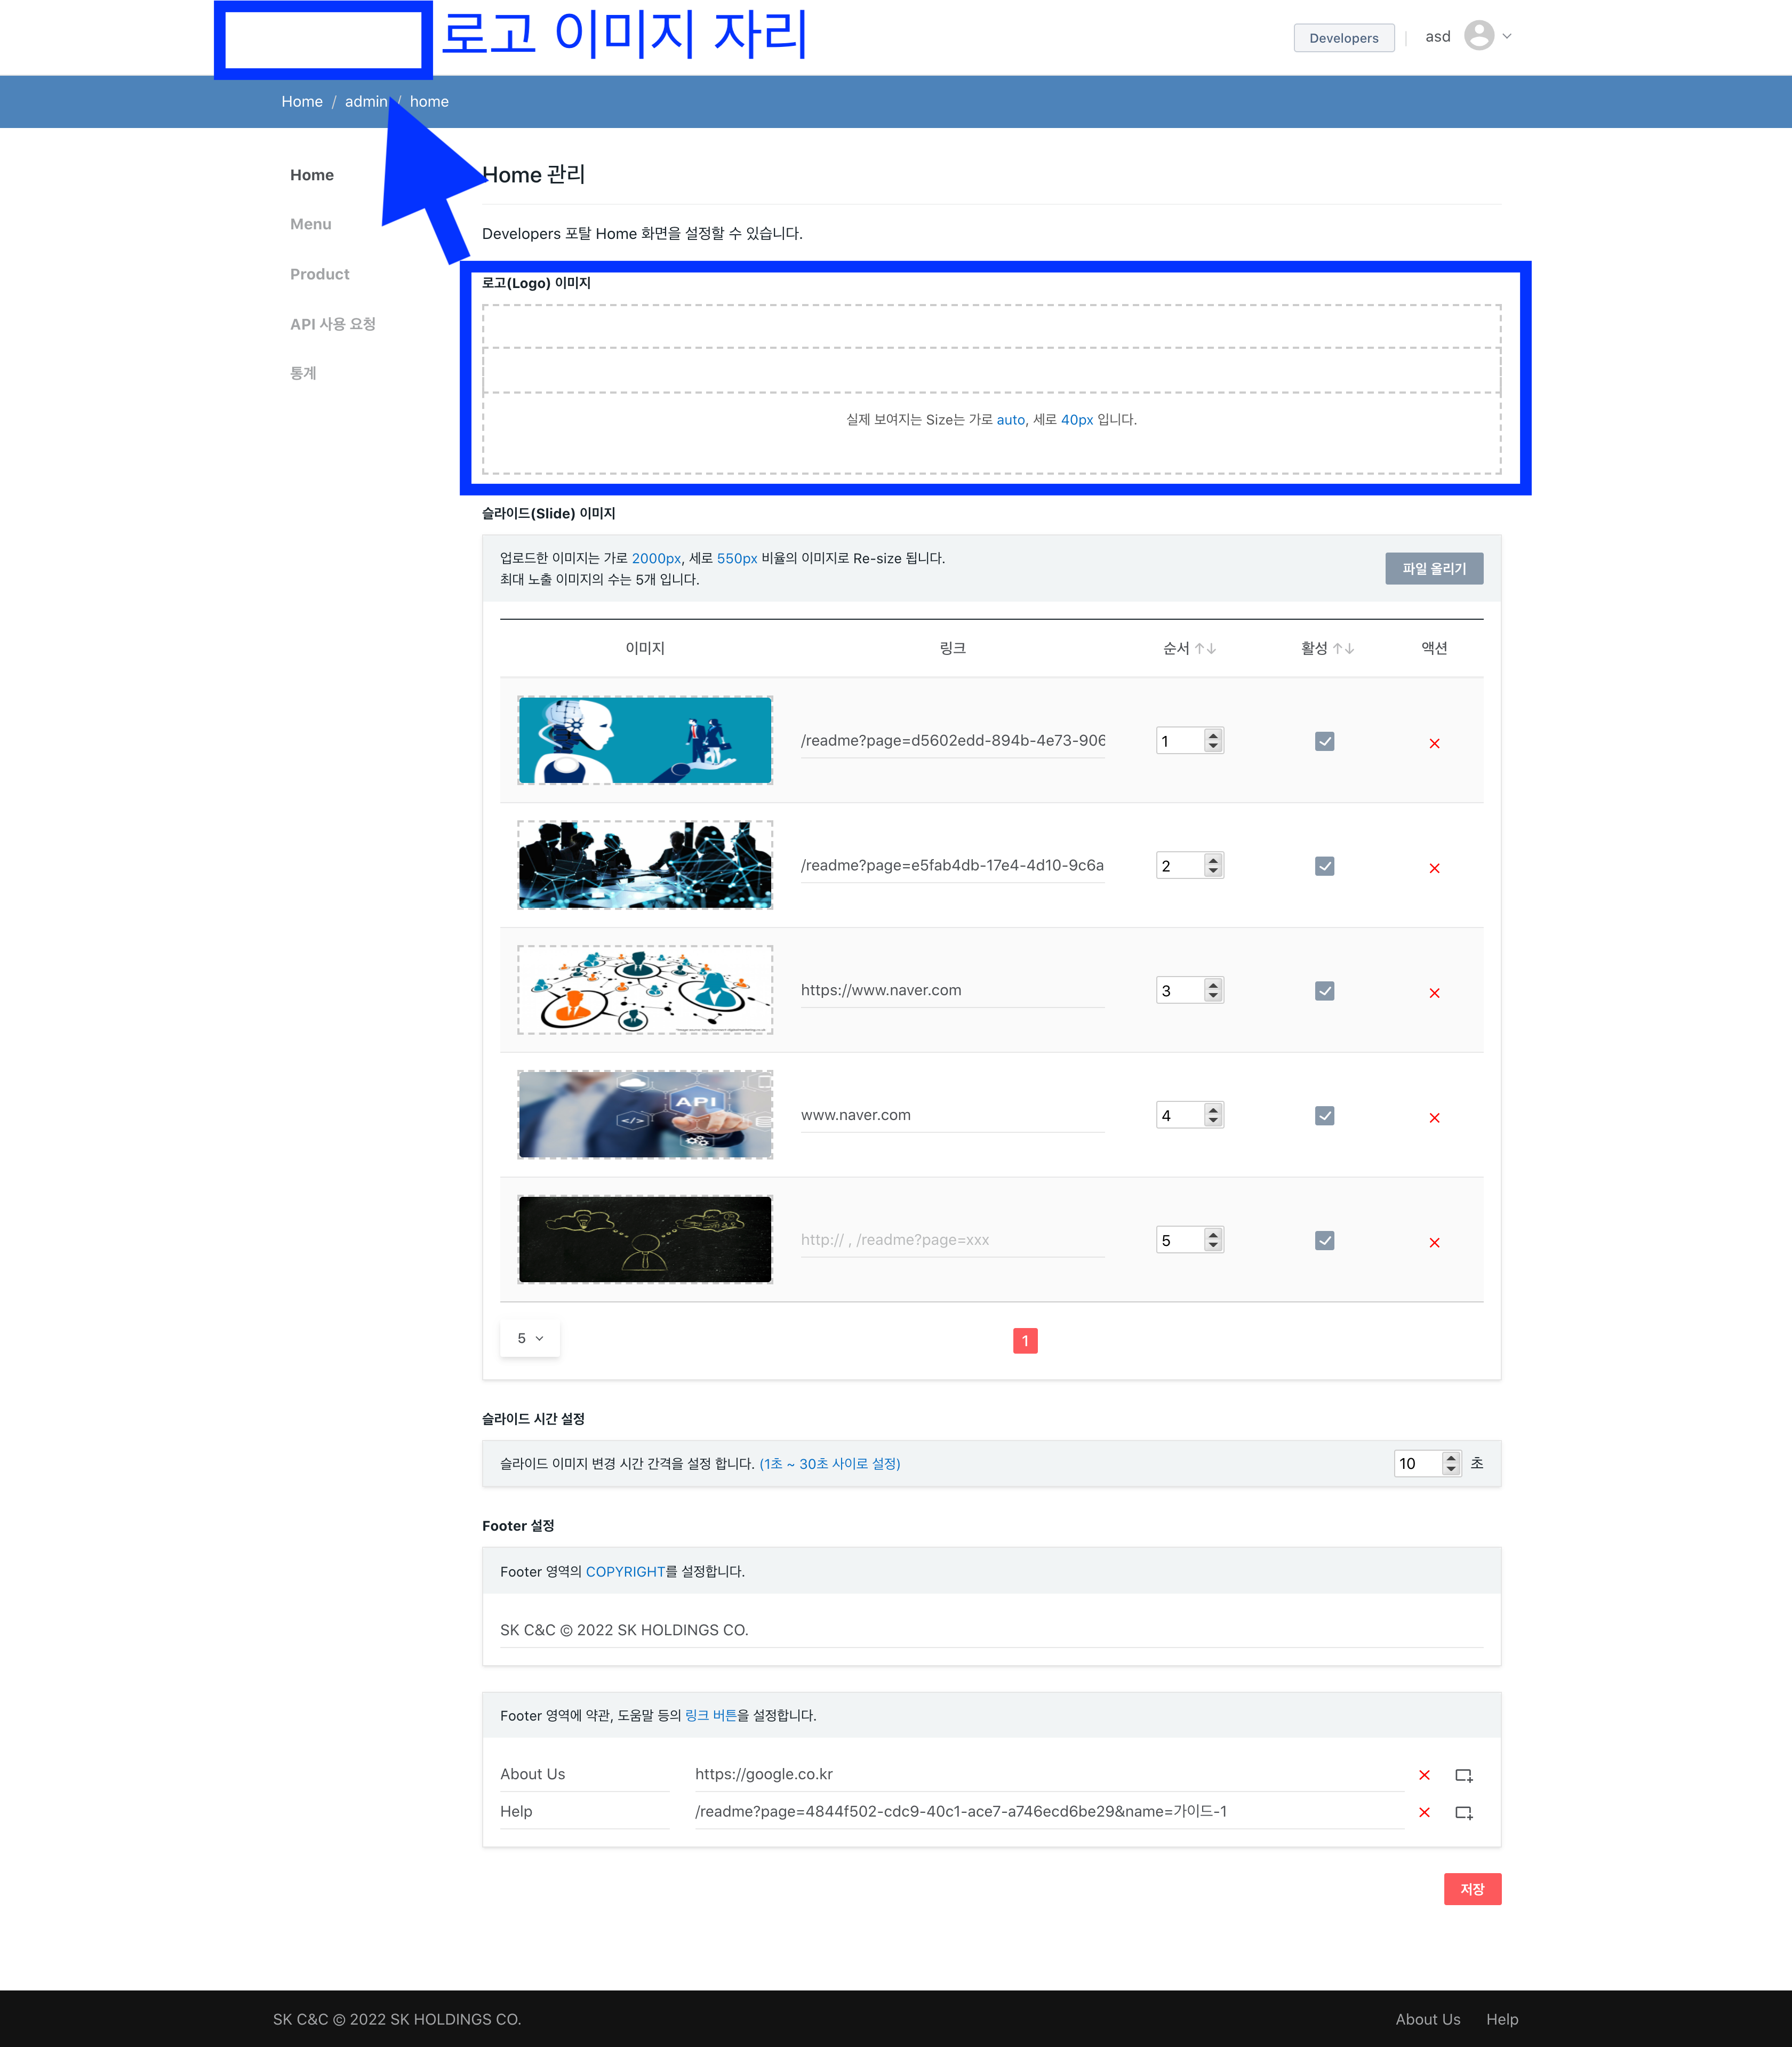 로고 이미지 자리
Developers
asd
Home / admin / home
Home
Menu
Product
API 사용 요청
통계
Home 관리
Developers 포탈 Home 화면을 설정할 수 있습니다.
로고(Logo) 이미지
실제 보여지는 Size는 가로 auto, 세로 40px 입니다.
슬라이드(Slide) 이미지
업로드한 이미지는 가로 2000px, 세로 550px 비율의 이미지로 Re-size 됩니다.
최대 노출 이미지의 수는 5개 입니다.
파일 올리기
이미지 링크 순서 활성 액션
/readme?page=d5602edd-894b-4e73-906 1
/readme?page=e5fab4db-17e4-4d10-9c6a 2
https://www.naver.com 3
API
</>
www.naver.com 4
http:// , /readme?page=xxx 5
5
1
슬라이드 시간 설정
슬라이드 이미지 변경 시간 간격을 설정 합니다. (1초 ~ 30초 사이로 설정) 10 초
Footer 설정
Footer 영역의 COPYRIGHT를 설정합니다.
SK C&C © 2022 SK HOLDINGS CO.
Footer 영역에 약관, 도움말 등의 링크 버튼을 설정합니다.
About Us https://google.co.kr
Help /readme?page=4844f502-cdc9-40c1-ace7-a746ecd6be29&name=가이드-1
저장
SK C&C © 2022 SK HOLDINGS CO.
About Us Help